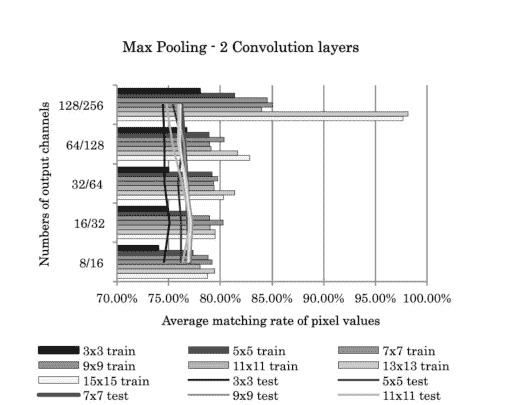 Max Pooling - 2 Convolution layers
Numbers of output channels
128/256
64/128
32/64
16/32
8/16
70.00% 75.00% 80.00% 85.00% 90.00% 95.00% 100.00%
Average matching rate of pixel values
3x3 train 5x5 train 7x7 train
9x9 train 11x11 train 13x13 train
15x15 train 3x3 test 5x5 test
7x7 test 9x9 test 11x11 test